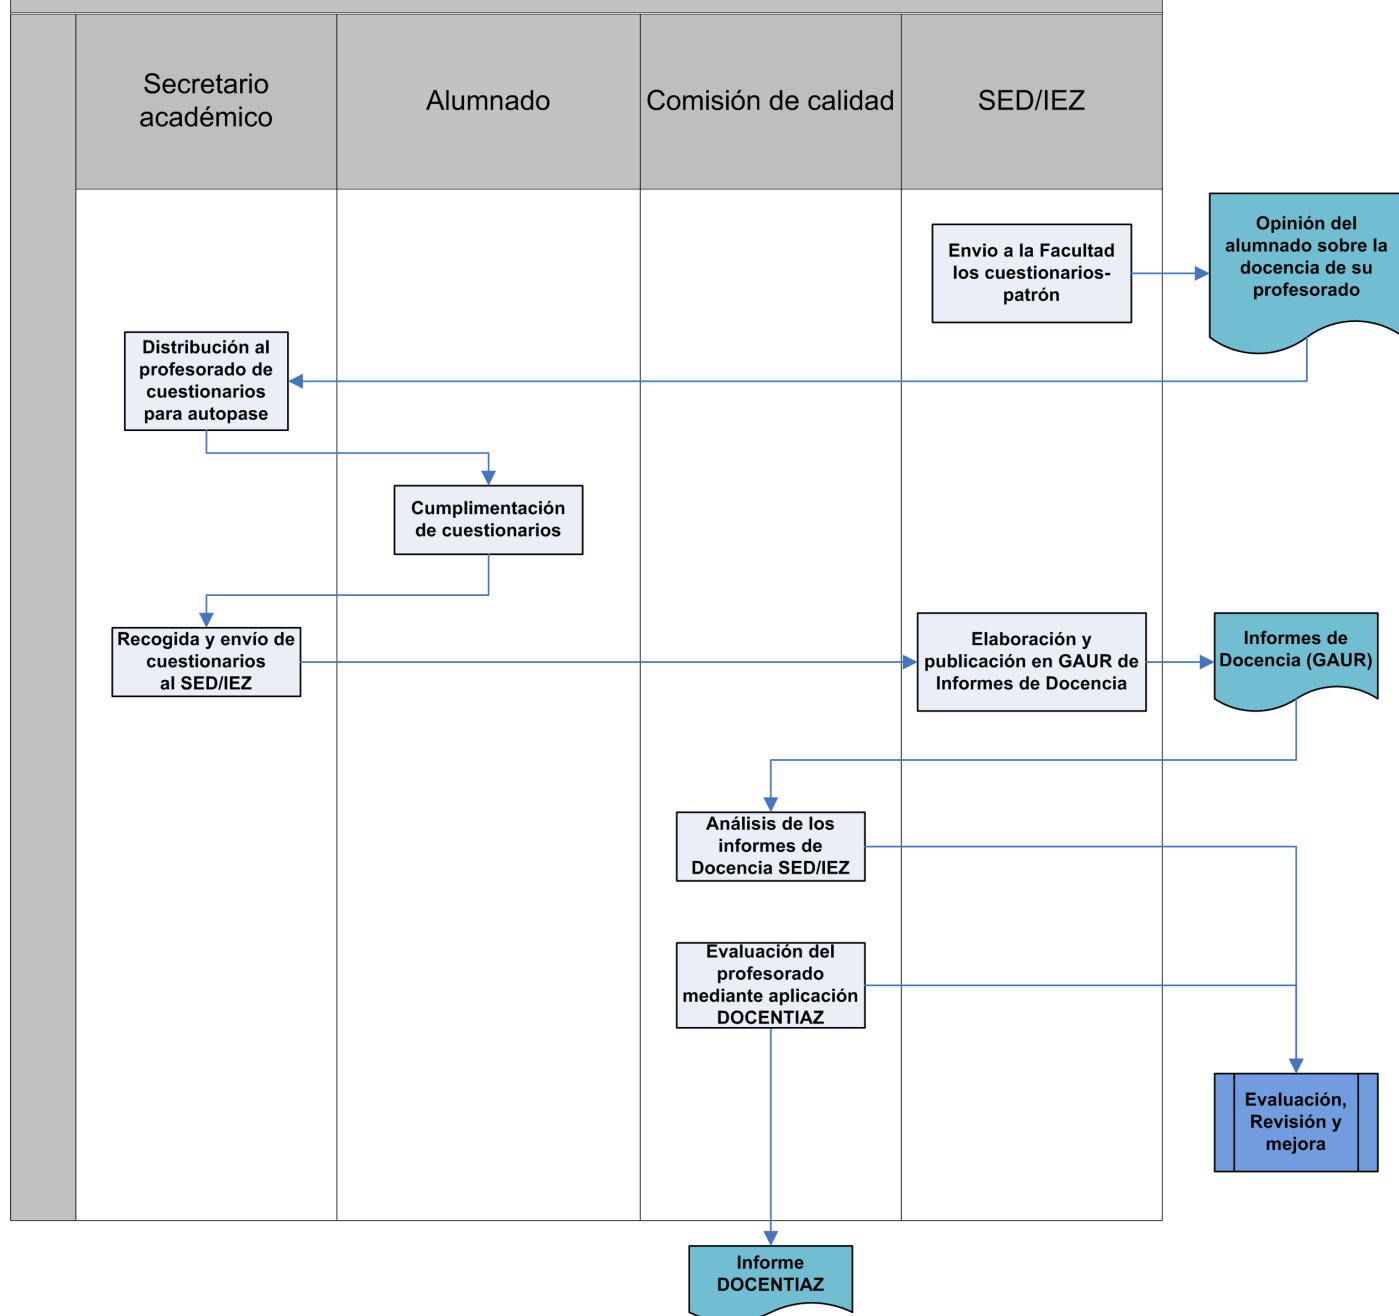 Secretario
académico
Alumnado
Comisión de calidad
SED/IEZ
Envio a la Facultad
los cuestionarios-
patrón
Opinión del
alumnado sobre la
docencia de su
profesorado
Distribución al
profesorado de
cuestionarios
para autopase
Cumplimentación
de cuestionarios
Recogida y envío de
cuestionarios
al SED/IEZ
Elaboración y
publicación en GAUR de
Informes de Docencia
Informes de
Docencia (GAUR)
Análisis de los
informes de
Docencia SED/IEZ
Evaluación del
profesorado
mediante aplicación
DOCENTIAZ
Evaluación,
Revisión y
mejora
Informe
DOCENTIAZ